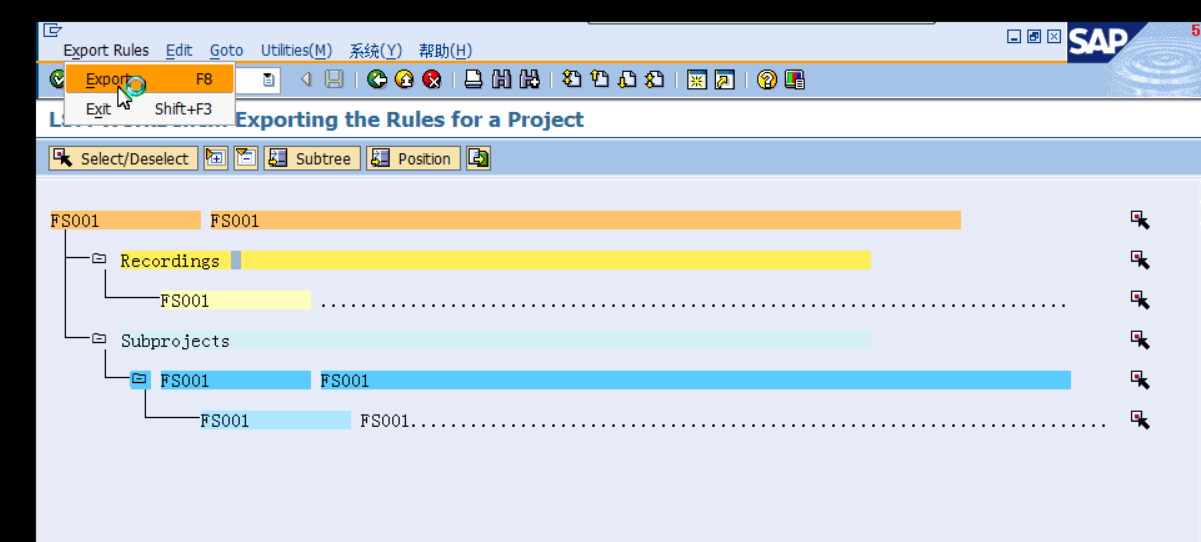 5
Export Rules Edit Goto Utilities(M) 系统(Y) 帮助(H)
SAP
Export F8
Exit Shift+F3
Exporting the Rules for a Project
Select/Deselect Subtree Position
FS001 FS001
Recordings
FS001 ...........................................................................
Subprojects
FS001 FS001
FS001 FS001......................................................................